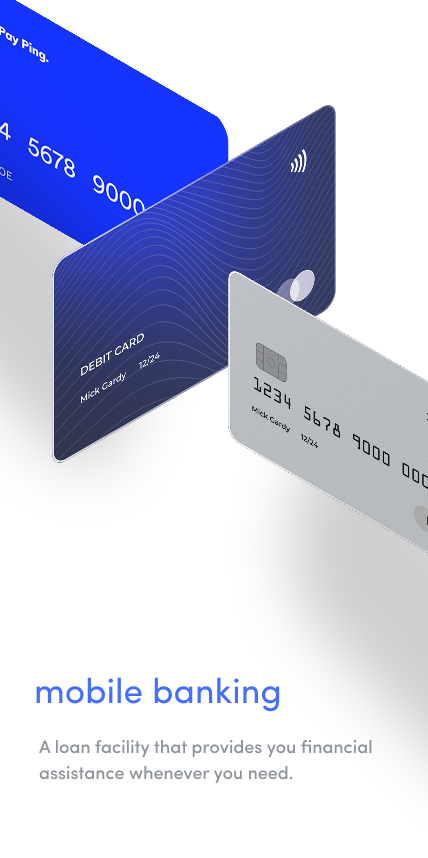 Pay Ping.
4 5678 9000
DEBIT CARD
Mick Gardy 12/24
1234 5678 9000 000
Mick Gardy 12/24
mobile banking
A loan facility that provides you financial
assistance whenever you need.